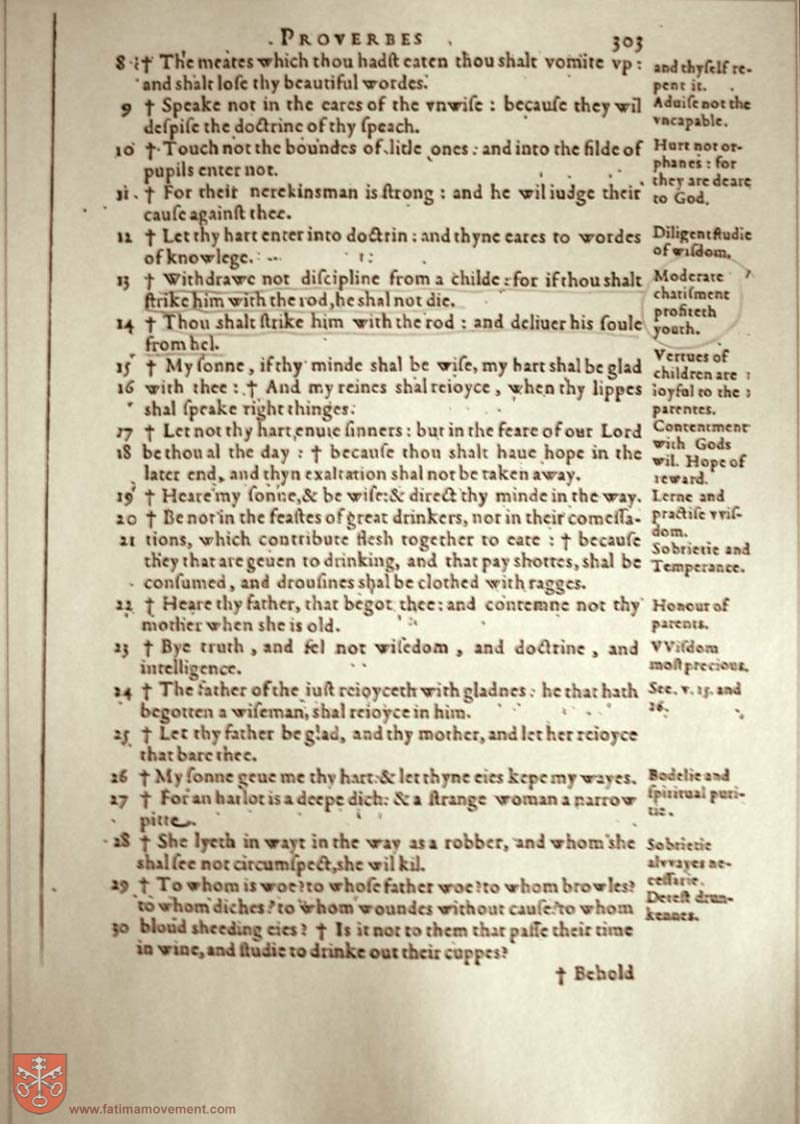 PROVERBES 303
8 ✝ The meates which thou hadſt eaten thou shalt vomite vp:
and shalt loſe thy beautiful wordes.
9 ✝ Speake not in the eares of the vnwiſe: becauſe they wil
deſpiſe the doctrine of thy ſpeach.
10 ✝ Touch not the boundes of litle ones: and into the filde of
pupils enter not.
11 ✝ For their nerekinsman is ſtrong: and he wil iudge their
cauſe againſt thee.
12 ✝ Let thy hart enter into doctrin: and thyne eares to wordes
of knowlege.
13 ✝ Withdrawe not diſcipline from a childe: for if thou shalt
ſtrike him with the rod, he shal not die.
14 ✝ Thou shalt ſtrike him with the rod: and deliuer his ſoule
from hel.
15 ✝ My ſonne, if thy minde shal be wiſe, my hart shal be glad
16 with thee: ✝ And my reines shal reioyce, when thy lippes
shal ſpeake right thinges.
17 ✝ Let not thy hart enuie ſinners: but in the feare of our Lord
18 be thou al the day: ✝ becauſe thou shalt haue hope in the
later end, and thyn exaltation shal not be taken away.
19 ✝ Heare my ſonne, & be wiſe: & direct thy minde in the way.
20 ✝ Be not in the feaſtes of great drinkers, nor in their comeſſa-
21 tions, which contribute flesh together to eate: ✝ becauſe
they that are geuen to drinking, and that pay shottes, shal be
conſumed, and drouſines shal be clothed with ragges.
22 ✝ Heare thy father, that begot thee: and contemne not thy
mother when she is old.
23 ✝ Bye truth, and ſel not wiſedom, and doctrine, and
intelligence.
24 ✝ The father of the iuſt reioyceth with gladnes: he that hath
begotten a wiſeman, shal reioyce in him.
25 ✝ Let thy father be glad, and thy mother, and let her reioyce
that bare thee.
26 ✝ My ſonne geue me thy hart: & let thyne eies kepe my wayes.
27 ✝ For an harlot is a deepe dich: & a ſtrange woman a narrow
pitte.
28 ✝ She lyeth in wayt in the way as a robber, and whom she
shal ſee not circumſpect, she wil kil.
29 ✝ To whom is woe? to whoſe father woe? to whom browles?
to whom diches? to whom woundes without cauſe? to whom
30 bloud sheeding eies? ✝ Is it not to them that paſſe their time
in wine, and ſtudie to drinke out their cuppes?
✝ Behold
and thyſelf re-
pent it.
Aduiſe not the
vncapable.
Hurt not or-
phanes: for
they are deare
to God.
Diligent ſtudie
of wiſdom.
Moderate
chatiſment
profiteth
youth.
Vertues of
children are
ioyful to the
parentes.
Contentment
with Gods
wil. Hope of
reward.
Lerne and
practiſe vviſ-
dom.
Sobrietie and
Temperance.
Honour of
parents.
VViſdom
moſt precious.
See. v. 15. and
26.
Bodelie and
ſpiritual puri-
tie.
Sobrietie
alvvayes ne-
ceſſarie.
Deteſt drun-
kennes.
www.fatimamovement.com